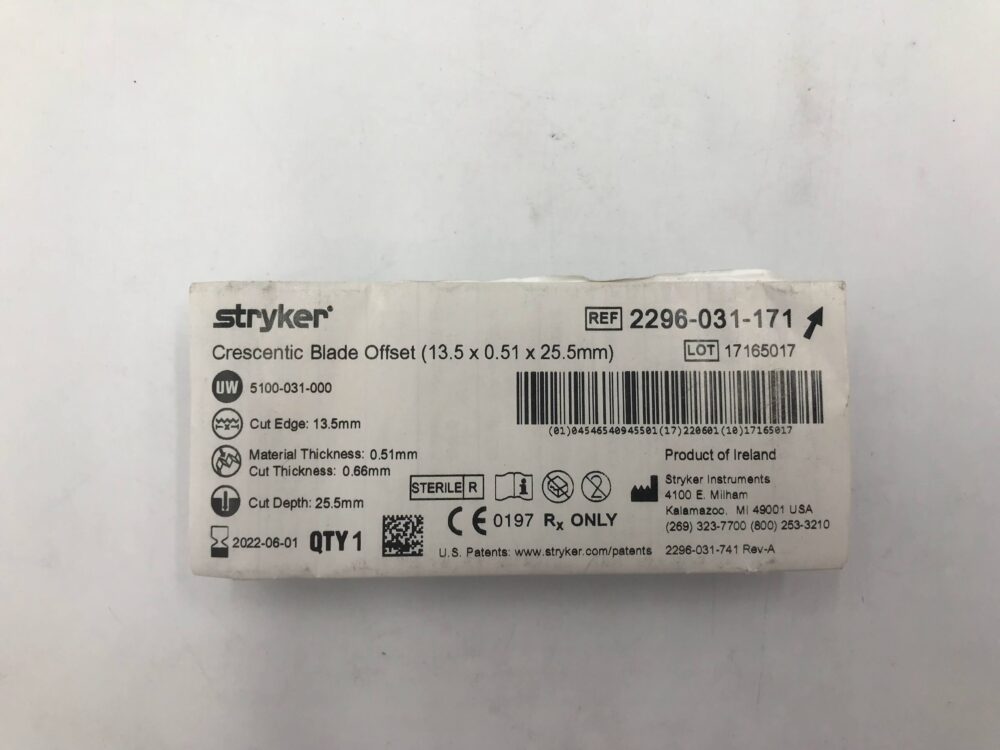 stryker
REF 2296-031-171
Crescentic Blade Offset (13.5 x 0.51 x 25.5mm)
LOT 17165017
UW 5100-031-000
(01)04546540945501(17)220601(10)17165017
Cut Edge: 13.5mm
Material Thickness: 0.51mm
Cut Thickness: 0.66mm
Cut Depth: 25.5mm
2022-06-01 QTY 1
STERILE R
i
2
CE 0197 Rx ONLY
U.S. Patents: www.stryker.com/patents
Product of Ireland
Stryker Instruments
4100 E. Milham
Kalamazoo, MI 49001 USA
(269) 323-7700 (800) 253-3210
2296-031-741 Rev-A